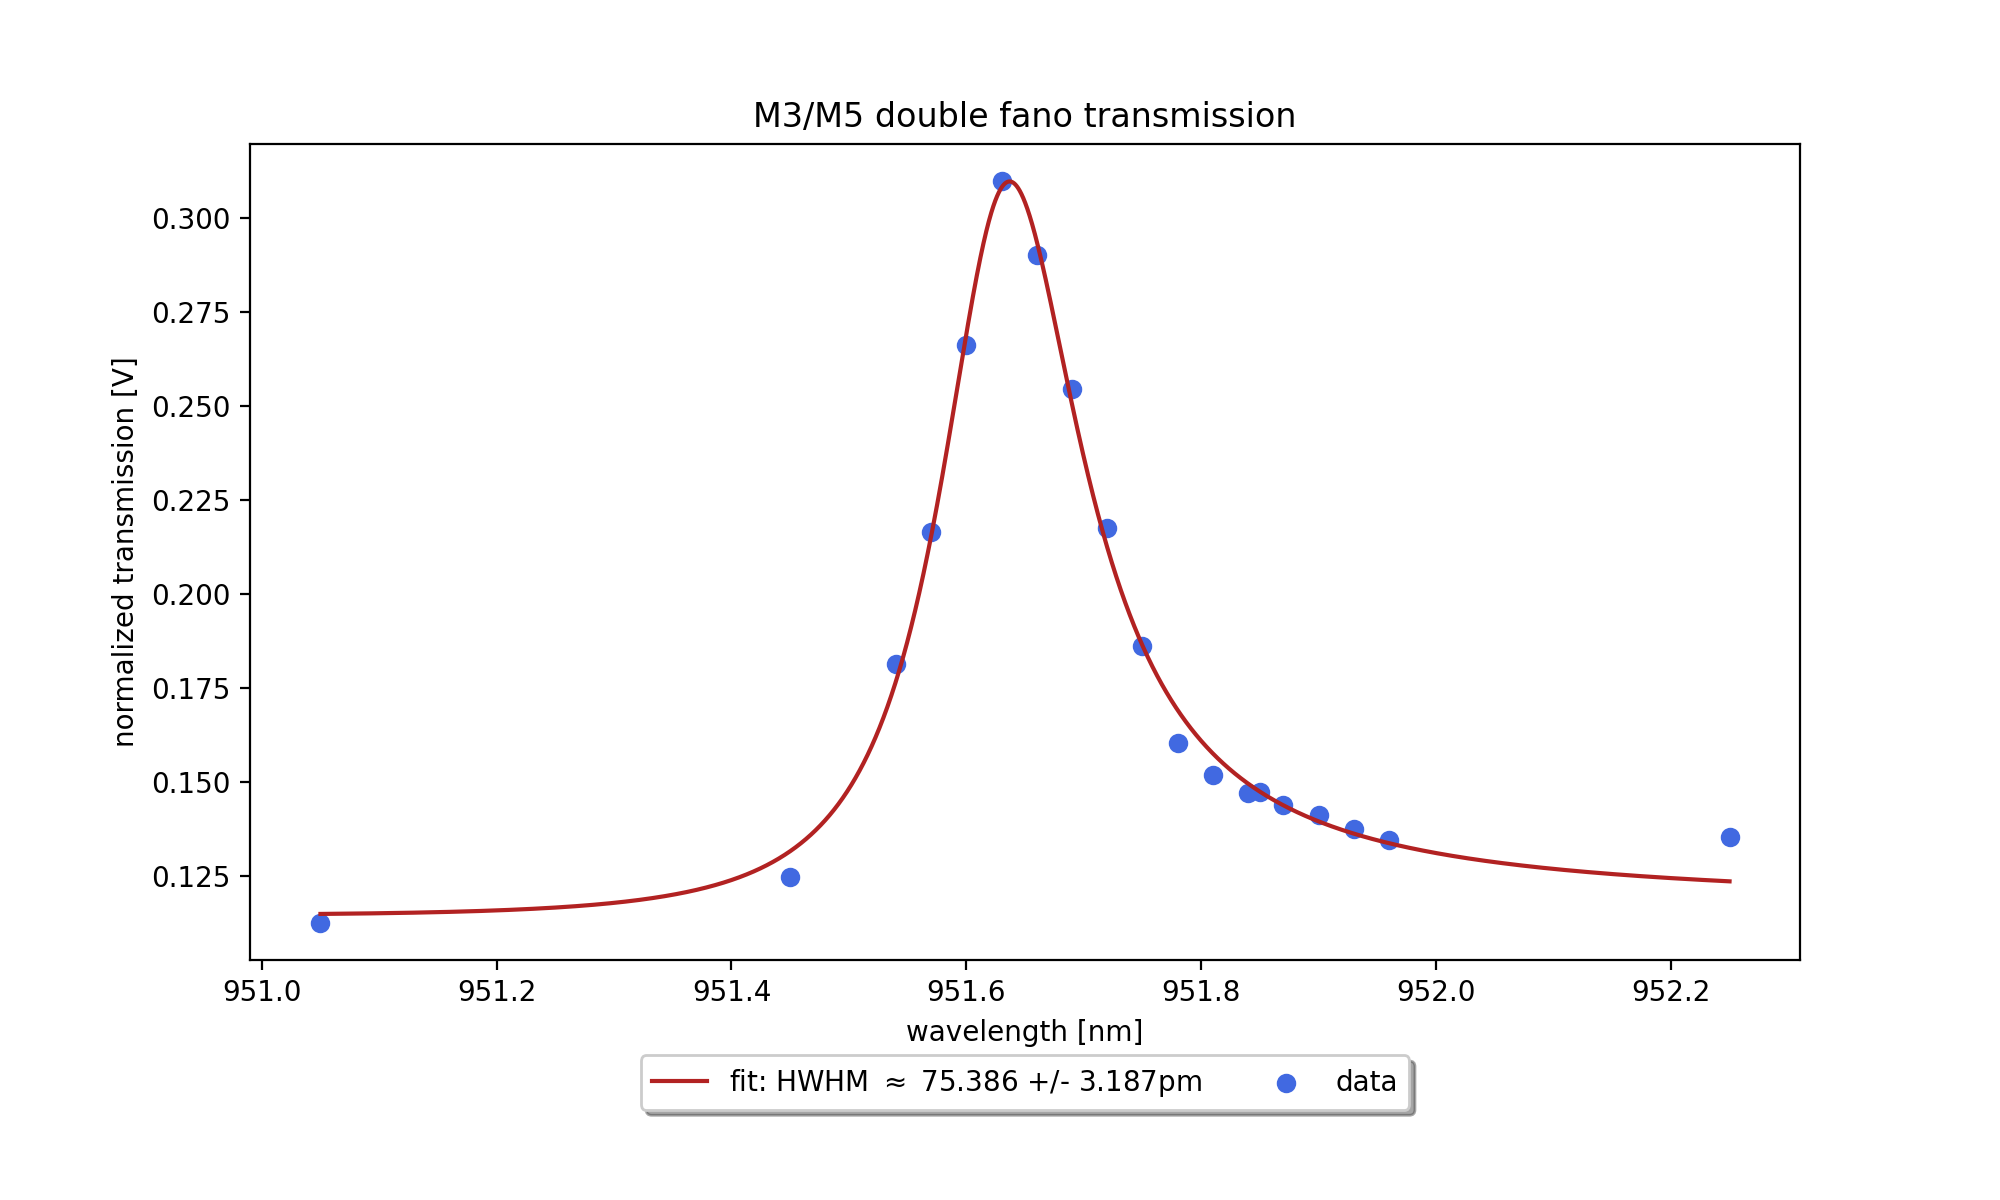 M3/M5 double fano transmission
normalized transmission [V]
0.300
0.275
0.250
0.225
0.200
0.175
0.150
0.125
951.0 951.2 951.4 951.6 951.8 952.0 952.2
wavelength [nm]
fit: HWHM ≈ 75.386 +/- 3.187pm data